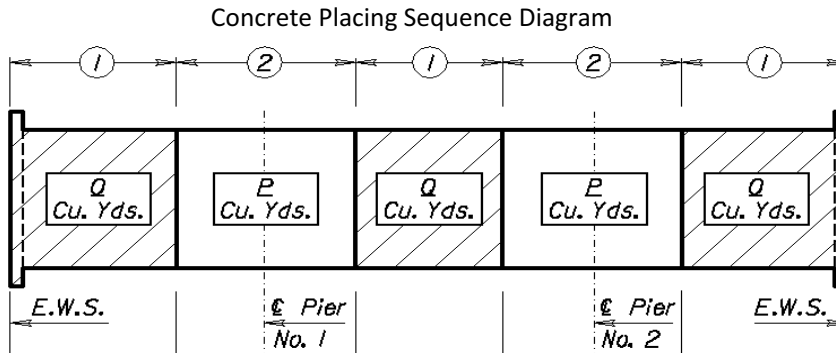 Concrete Placing Sequence Diagram
1 2 1 2 1
Q
Cu. Yds.
P
Cu. Yds.
Q
Cu. Yds.
P
Cu. Yds.
Q
Cu. Yds.
E.W.S.
℄ Pier
No. 1
℄ Pier
No. 2
E.W.S.